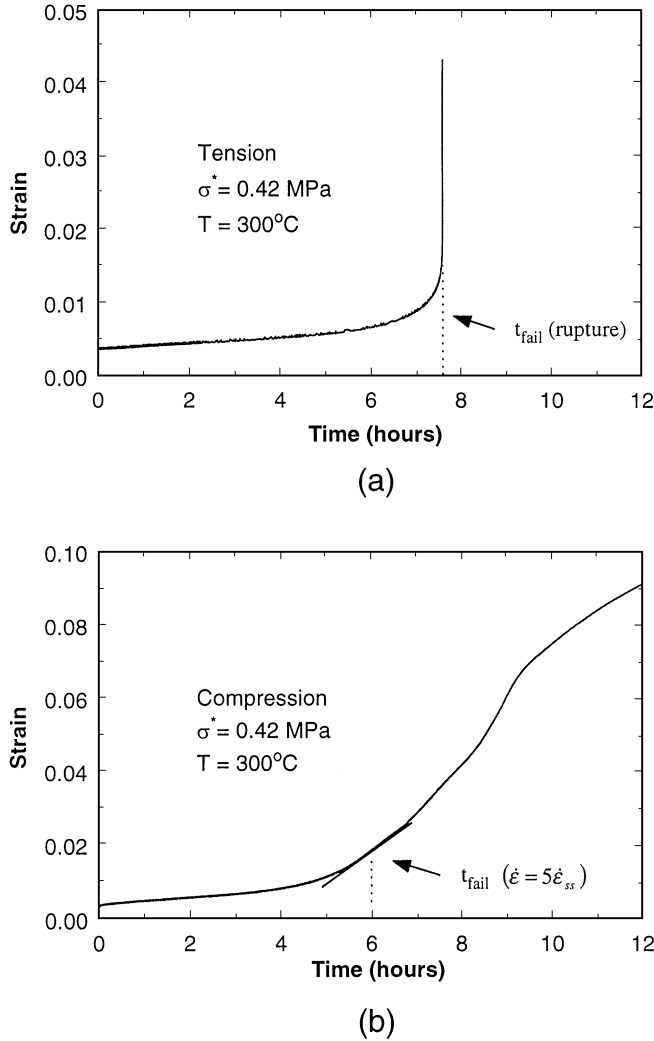 0.05
0.04
0.03
0.02
0.01
0.00
Strain
Tension
σ* = 0.42 MPa
T = 300°C
t_fail (rupture)
0 2 4 6 8 10 12
Time (hours)
(a)
0.10
0.08
0.06
0.04
0.02
0.00
Strain
Compression
σ* = 0.42 MPa
T = 300°C
t_fail (ε̇ = 5ε̇_ss)
0 2 4 6 8 10 12
Time (hours)
(b)